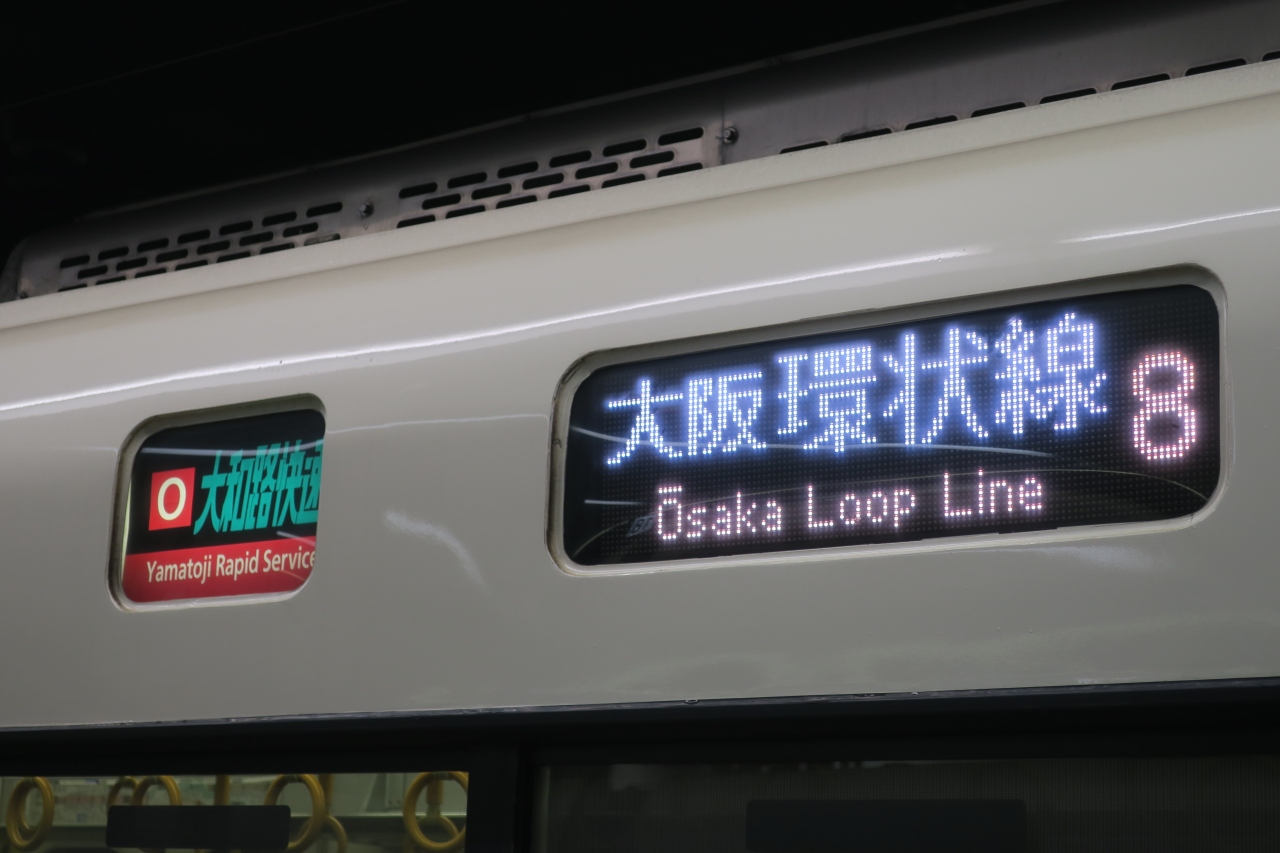 O 大和路快速
Yamatoji Rapid Service
大阪環状線 8
Ōsaka Loop Line